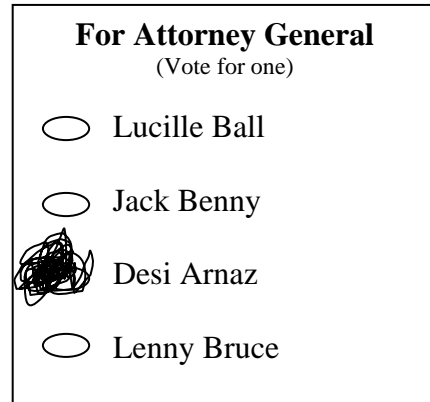 For Attorney General
(Vote for one)
Lucille Ball
Jack Benny
Desi Arnaz
Lenny Bruce